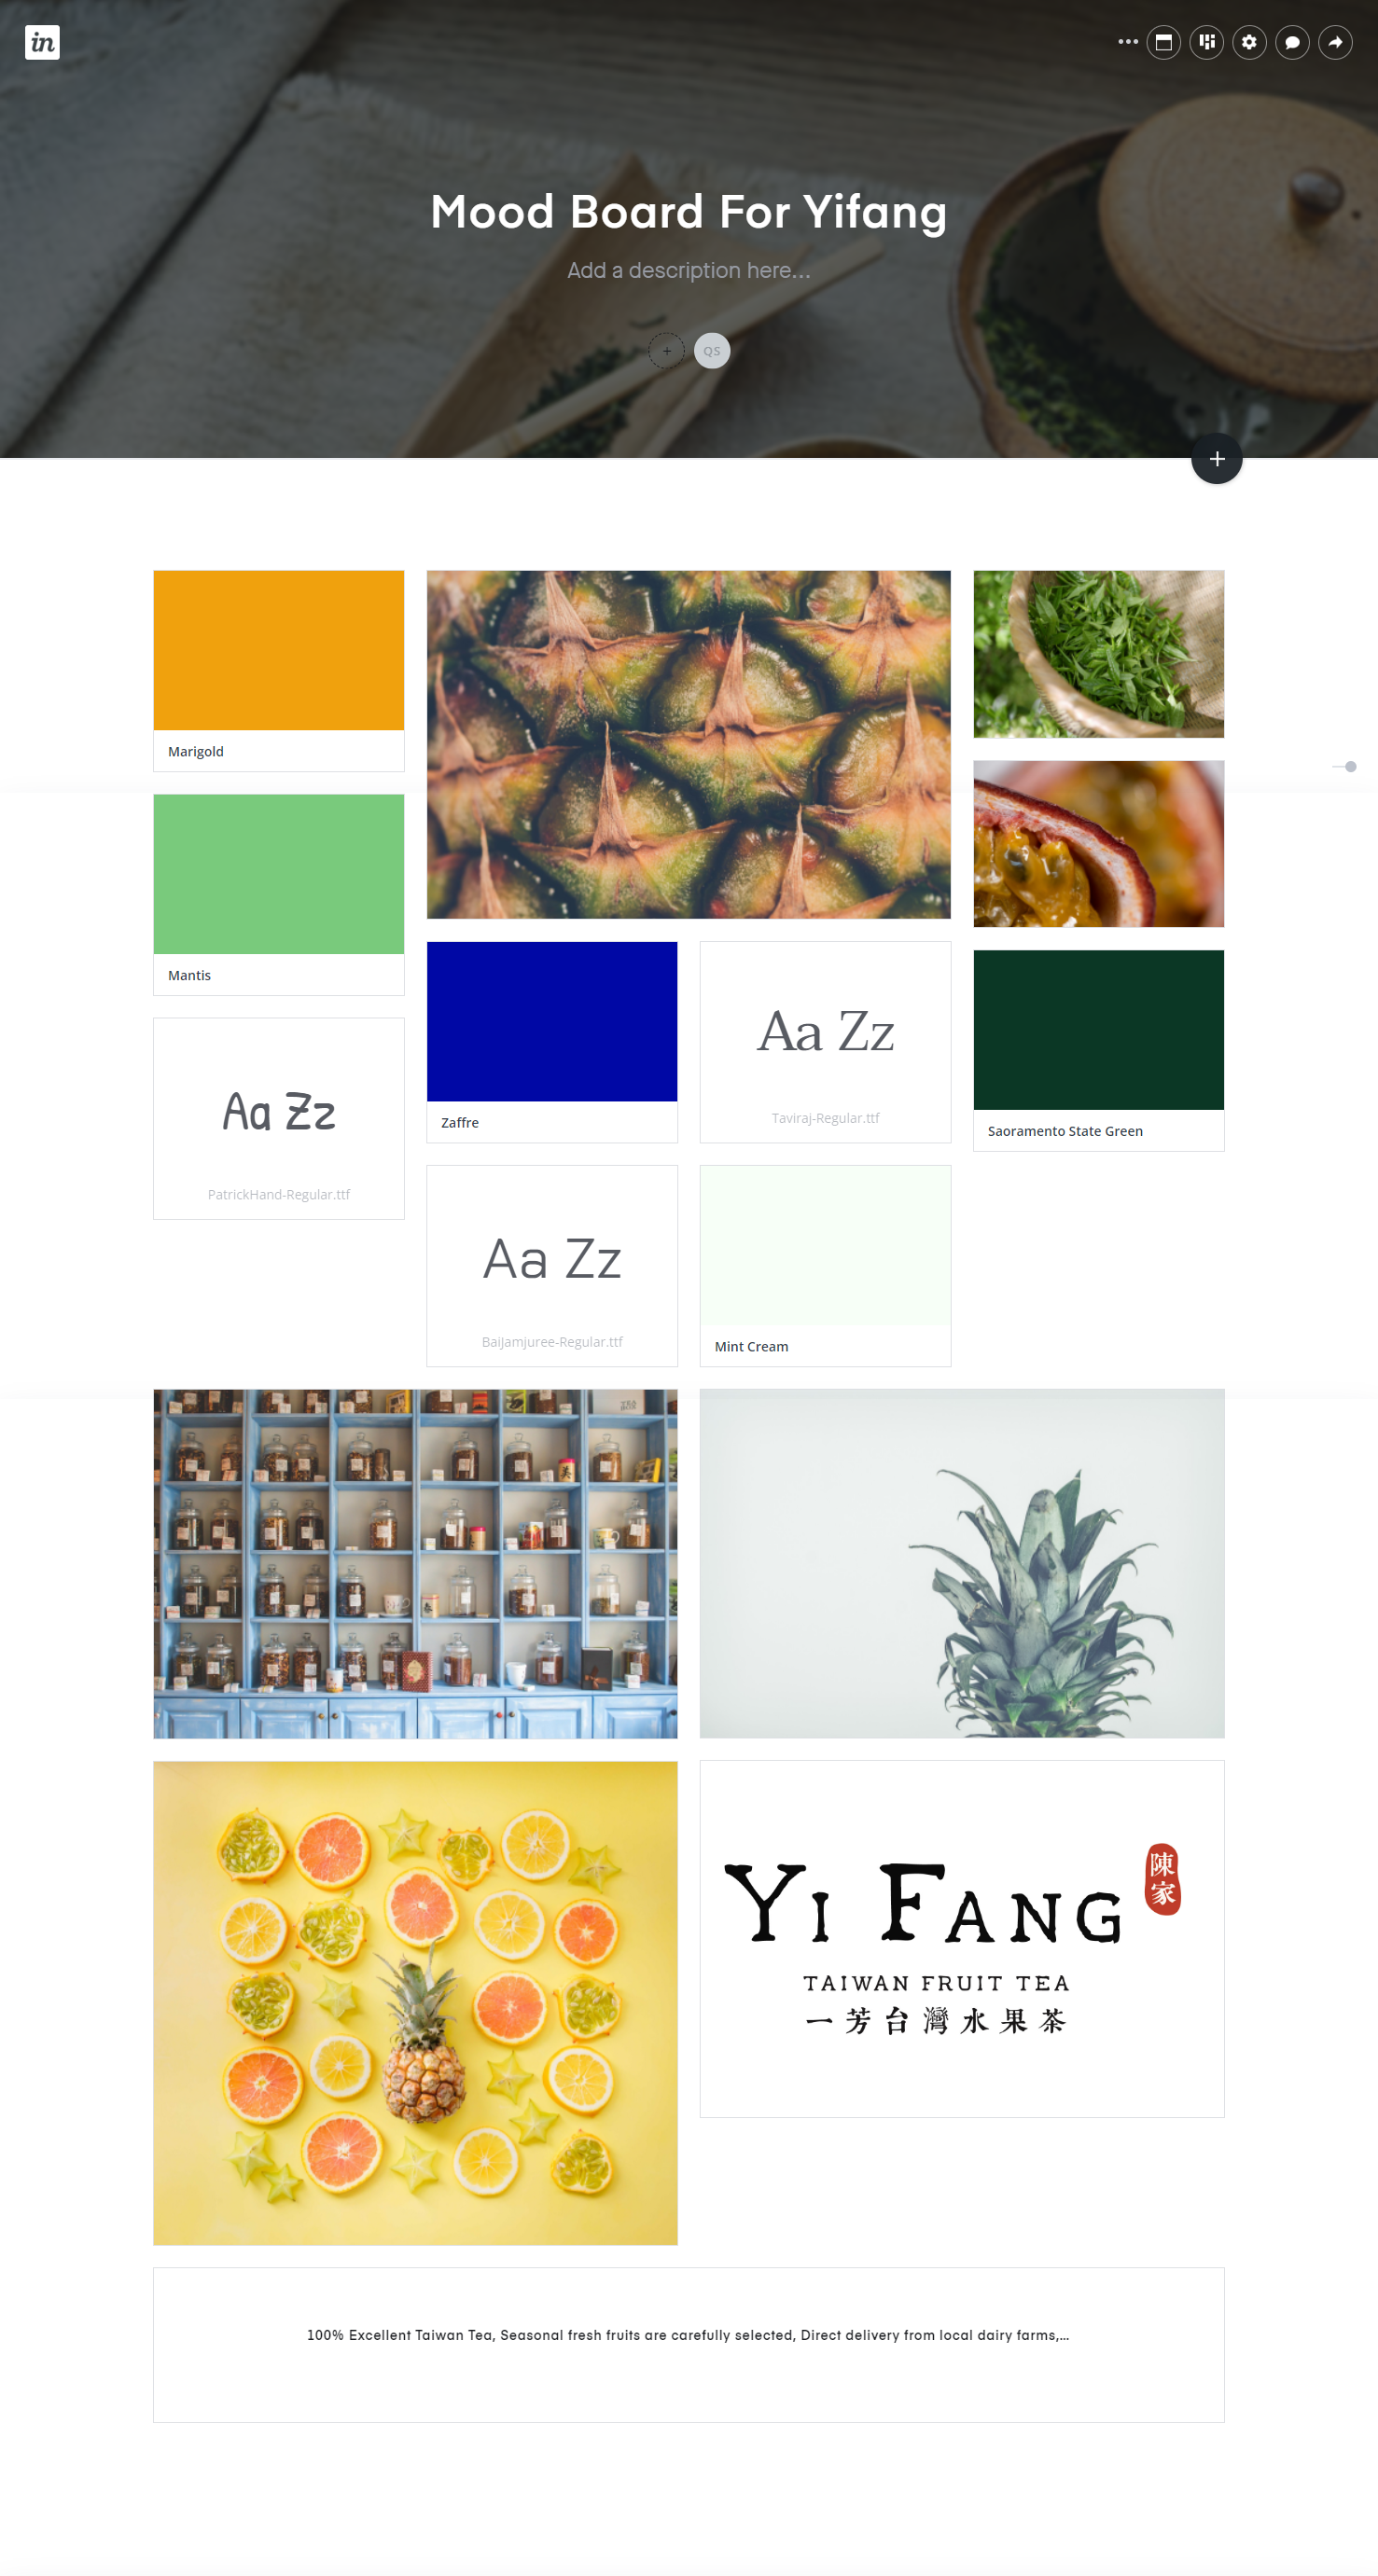 in
Mood Board For Yifang
Add a description here...
+ QS
+
Marigold
Mantis
Aa Zz
PatrickHand-Regular.ttf
Zaffre
Aa Zz
Taviraj-Regular.ttf
Saoramento State Green
Aa Zz
BaiJamjuree-Regular.ttf
Mint Cream
YI FANG
陳家
TAIWAN FRUIT TEA
一芳台灣水果茶
100% Excellent Taiwan Tea, Seasonal fresh fruits are carefully selected, Direct delivery from local dairy farms,...